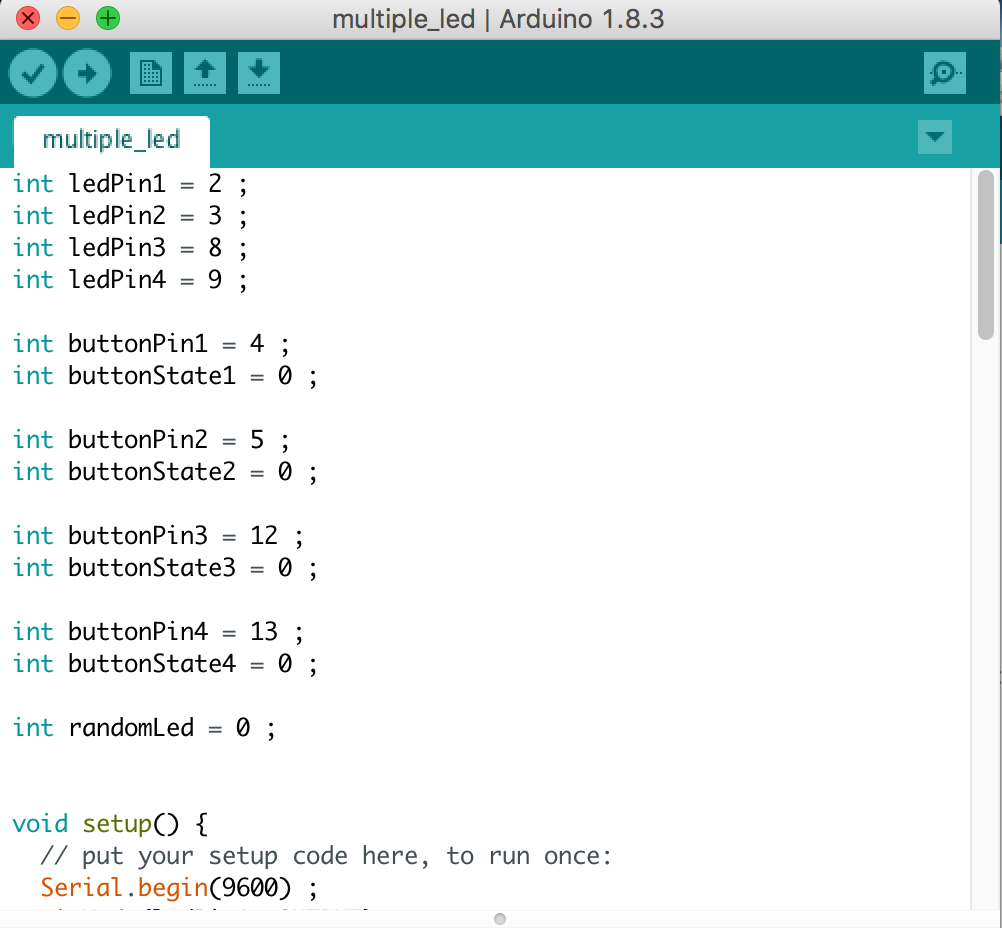 multiple_led | Arduino 1.8.3
multiple_led
int ledPin1 = 2 ;
int ledPin2 = 3 ;
int ledPin3 = 8 ;
int ledPin4 = 9 ;
int buttonPin1 = 4 ;
int buttonState1 = 0 ;
int buttonPin2 = 5 ;
int buttonState2 = 0 ;
int buttonPin3 = 12 ;
int buttonState3 = 0 ;
int buttonPin4 = 13 ;
int buttonState4 = 0 ;
int randomLed = 0 ;
void setup() {
// put your setup code here, to run once:
Serial.begin(9600) ;